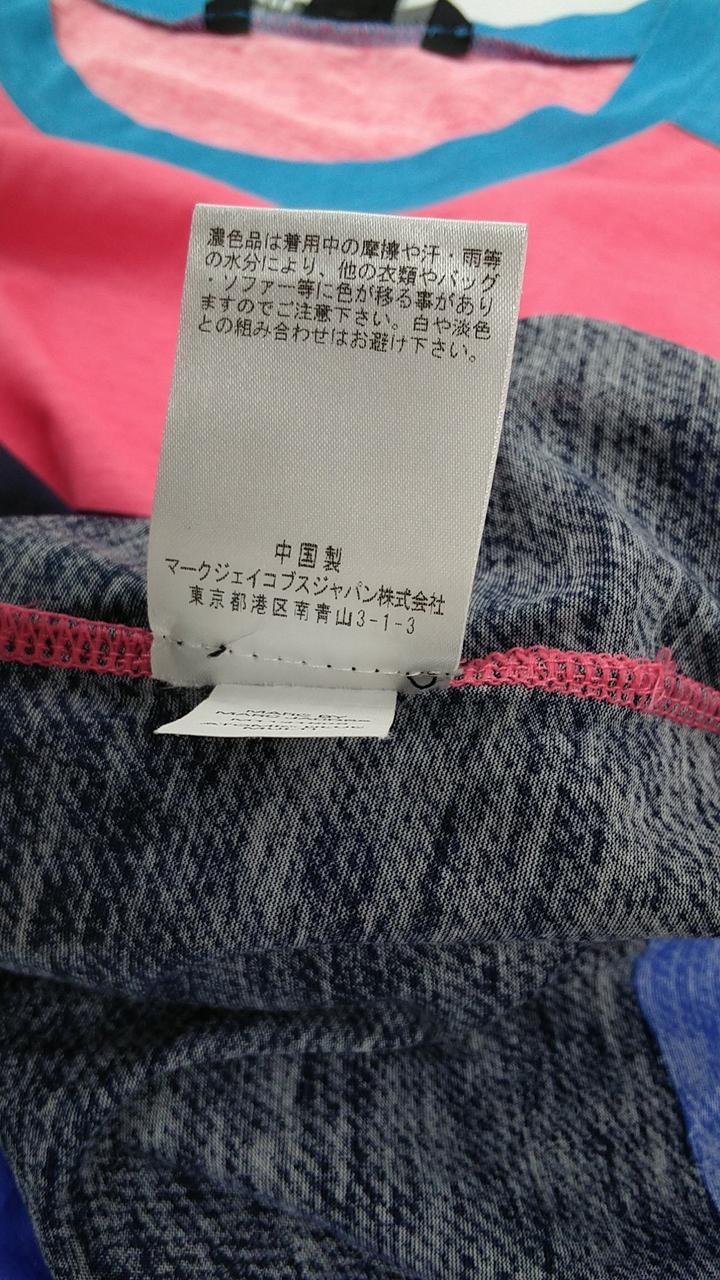 濃色品は着用中の摩擦や汗・雨等
の水分により、他の衣類やバッグ
・ソファー等に色が移る事があり
ますのでご注意下さい。白や淡色
との組み合わせはお避け下さい。
中国製
マークジェイコブスジャパン株式会社
東京都港区南青山3-1-3